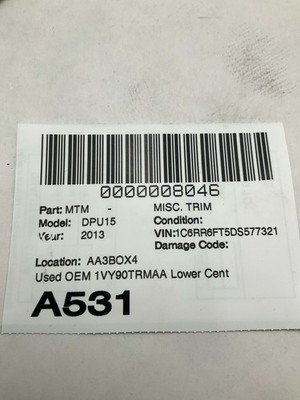 0000008046
Part: MTM - MISC. TRIM
Model: DPU15 Condition:
Year: 2013 VIN:1C6RR6FT5DS577321
Damage Code:
Location: AA3BOX4
Used OEM 1VY90TRMAA Lower Cent
A531